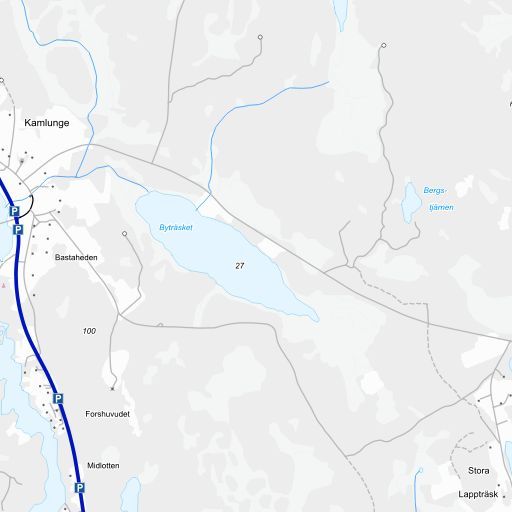 Kamlunge
Bergs-
tjärnen
P
Byträsket
P
Bastaheden
27
100
P
Forshuvudet
Midlotten
Stora
P
Lappträsk